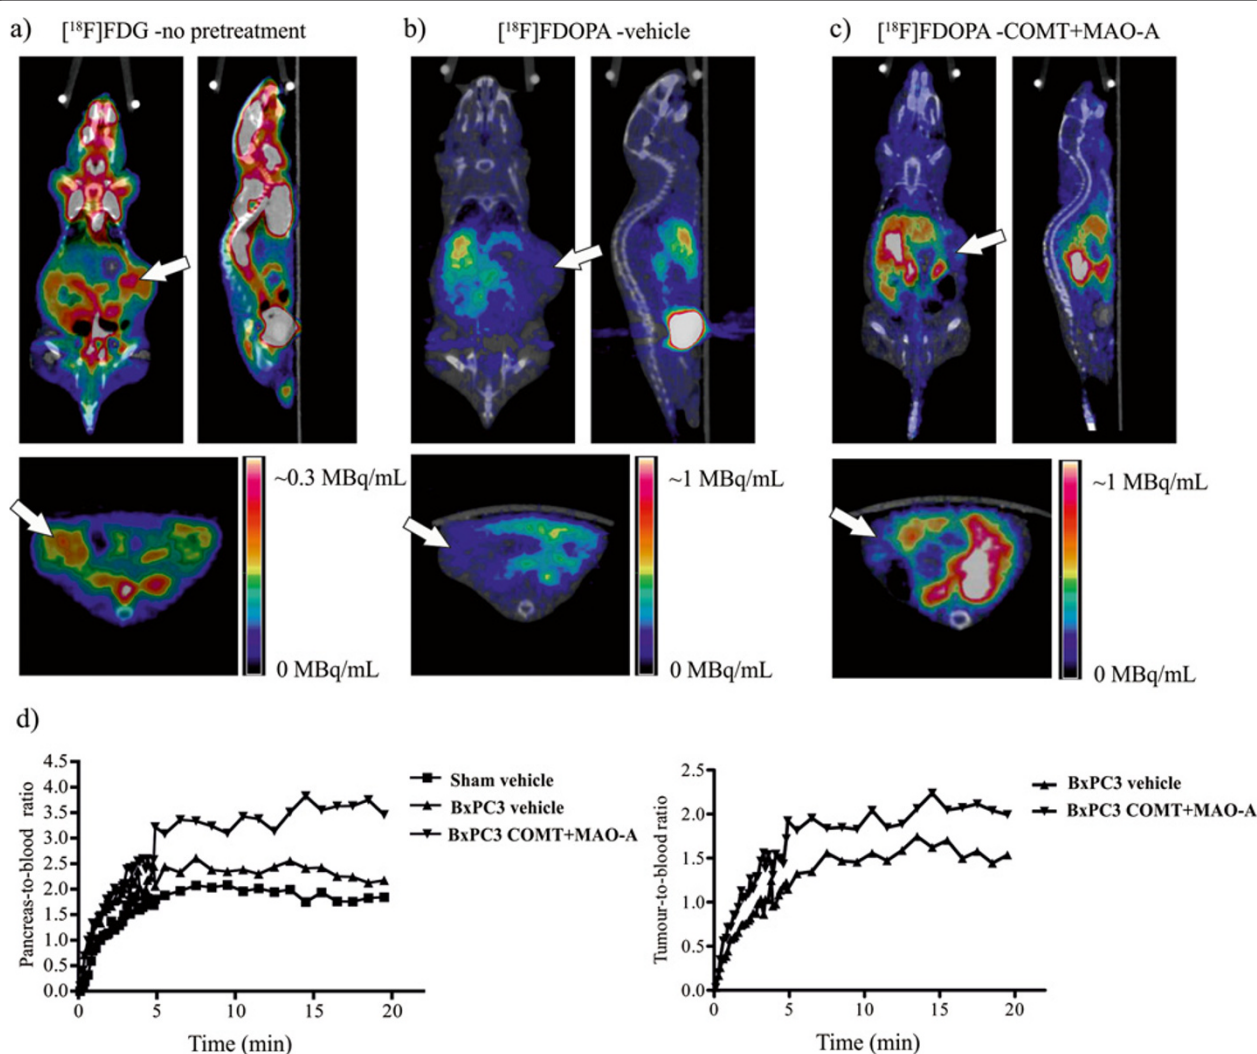 a) [¹⁸F]FDG -no pretreatment
b) [¹⁸F]FDOPA -vehicle
c) [¹⁸F]FDOPA -COMT+MAO-A
~0.3 MBq/mL
0 MBq/mL
~1 MBq/mL
0 MBq/mL
~1 MBq/mL
0 MBq/mL
d)
Pancreas-to-blood ratio
4.5
4.0
3.5
3.0
2.5
2.0
1.5
1.0
0.5
0.0
0 5 10 15 20
Time (min)
Sham vehicle
BxPC3 vehicle
BxPC3 COMT+MAO-A
Tumour-to-blood ratio
2.5
2.0
1.5
1.0
0.5
0.0
0 5 10 15 20
Time (min)
BxPC3 vehicle
BxPC3 COMT+MAO-A